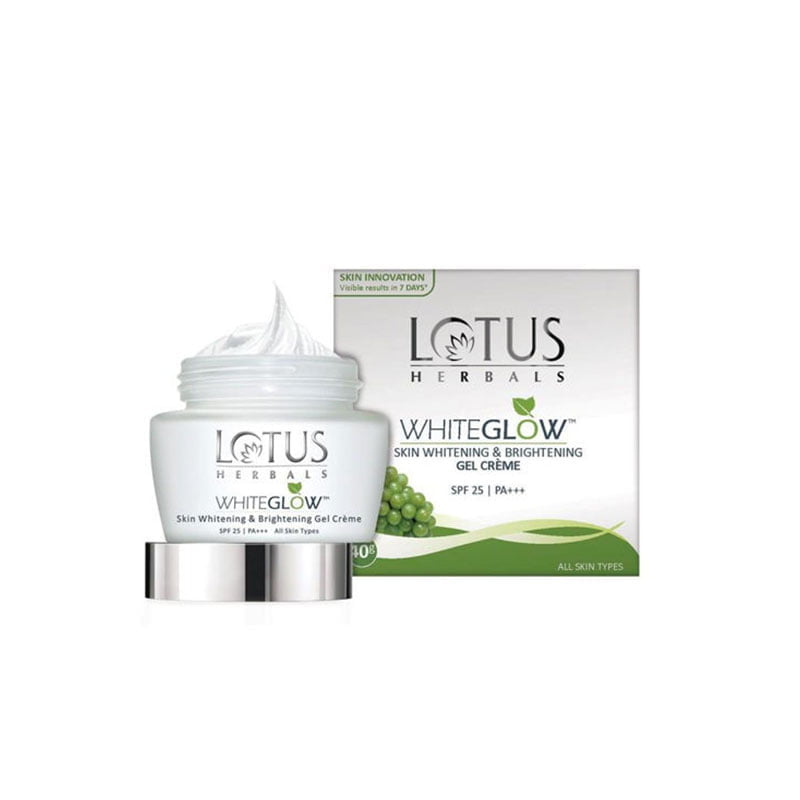 SKIN INNOVATION
Visible results in 7 DAYS*
LOTUS
HERBALS
WHITEGLOW™
SKIN WHITENING & BRIGHTENING
GEL CRÈME
SPF 25 | PA+++
40g
ALL SKIN TYPES
LOTUS
HERBALS
WHITEGLOW™
Skin Whitening & Brightening Gel Crème
SPF 25 | PA+++ All Skin Types